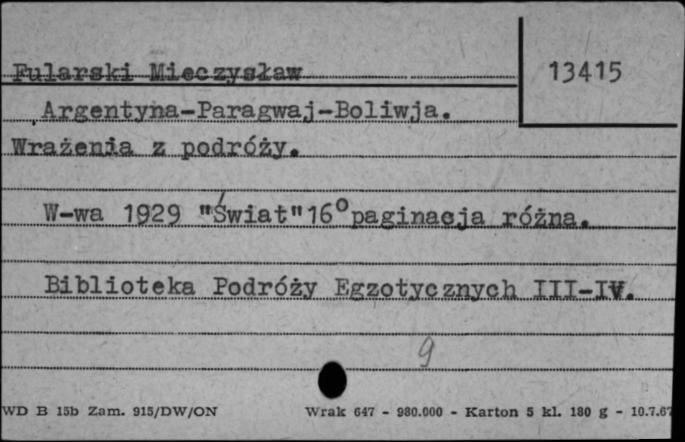 Fularski Mieczysław
13415
Argentyna-Paragwaj-Boliwja.
Wrażenia z podróży.
W-wa 1929 "Świat" 16° paginacja różna.
Biblioteka Podróży Egzotycznych III-IV.
9
WD B 15b Zam. 915/DW/ON Wrak 647 - 980.000 - Karton 5 kl. 180 g - 10.7.67